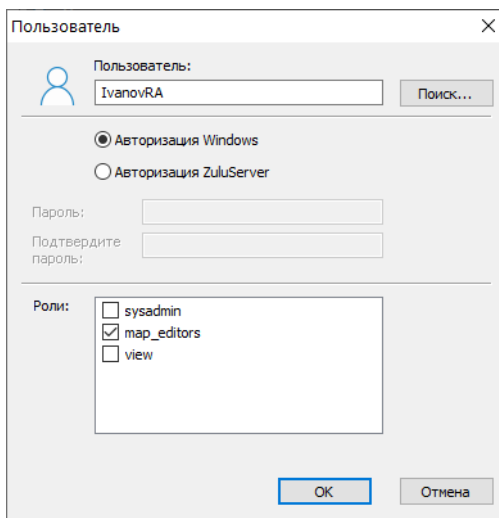 Пользователь
Пользователь:
IvanovRA
Поиск...
Авторизация Windows
Авторизация ZuluServer
Пароль:
Подтвердите
пароль:
Роли:
sysadmin
map_editors
view
OK
Отмена